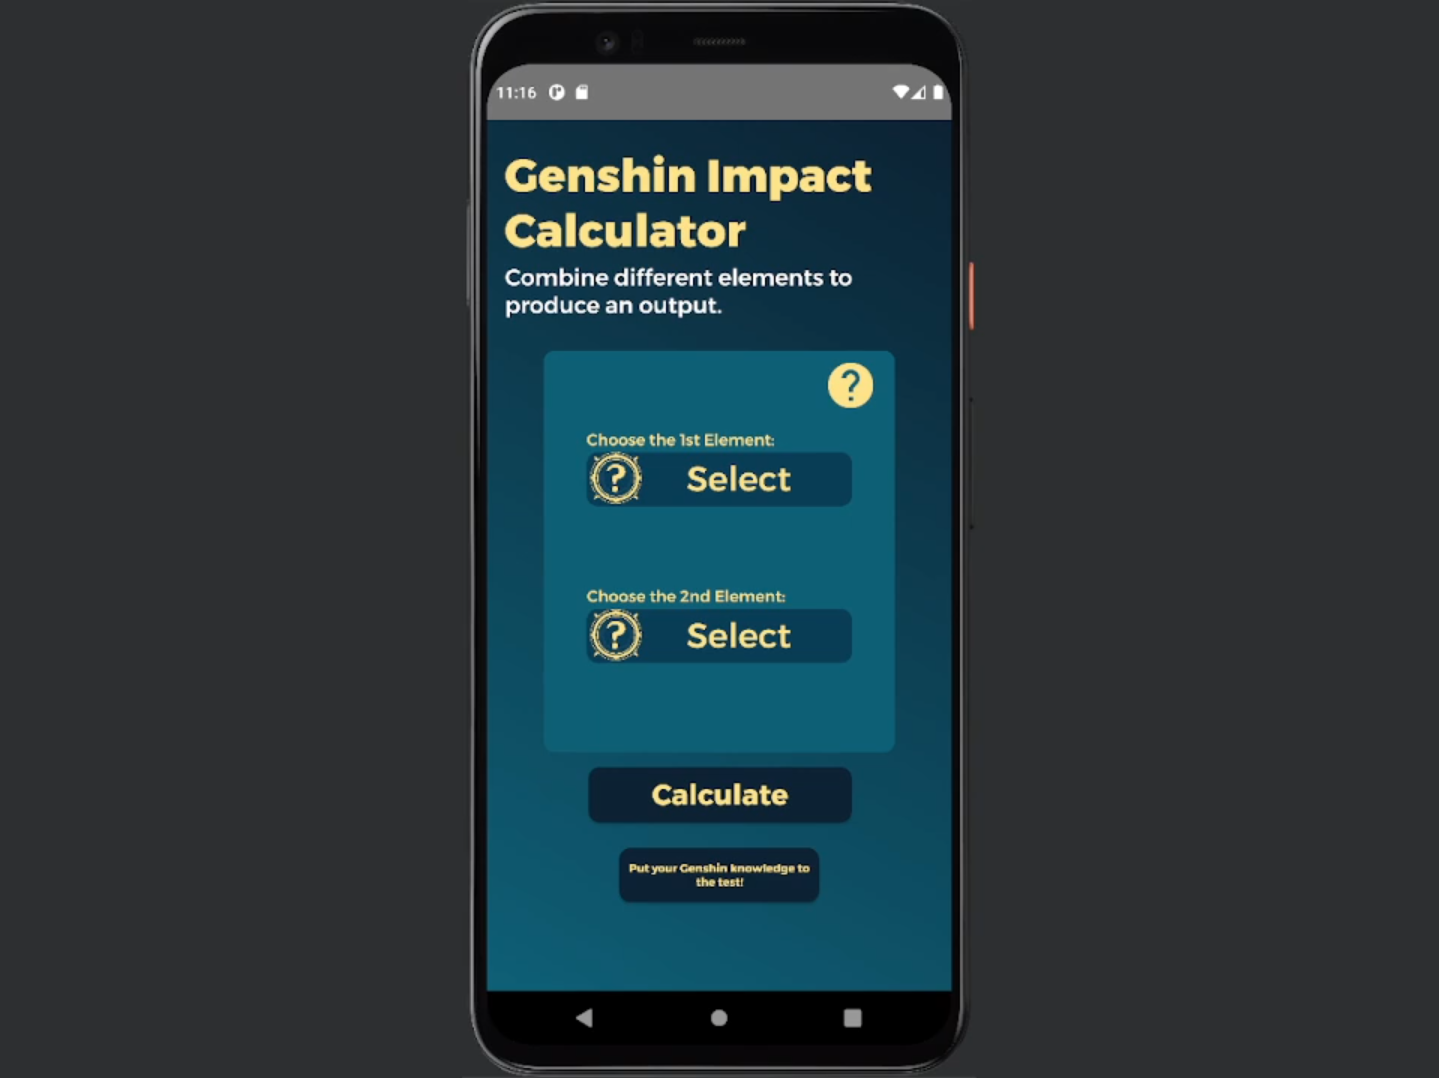 11:16
Genshin Impact
Calculator
Combine different elements to
produce an output.
?
Choose the 1st Element:
? Select
Choose the 2nd Element:
? Select
Calculate
Put your Genshin knowledge to
the test!